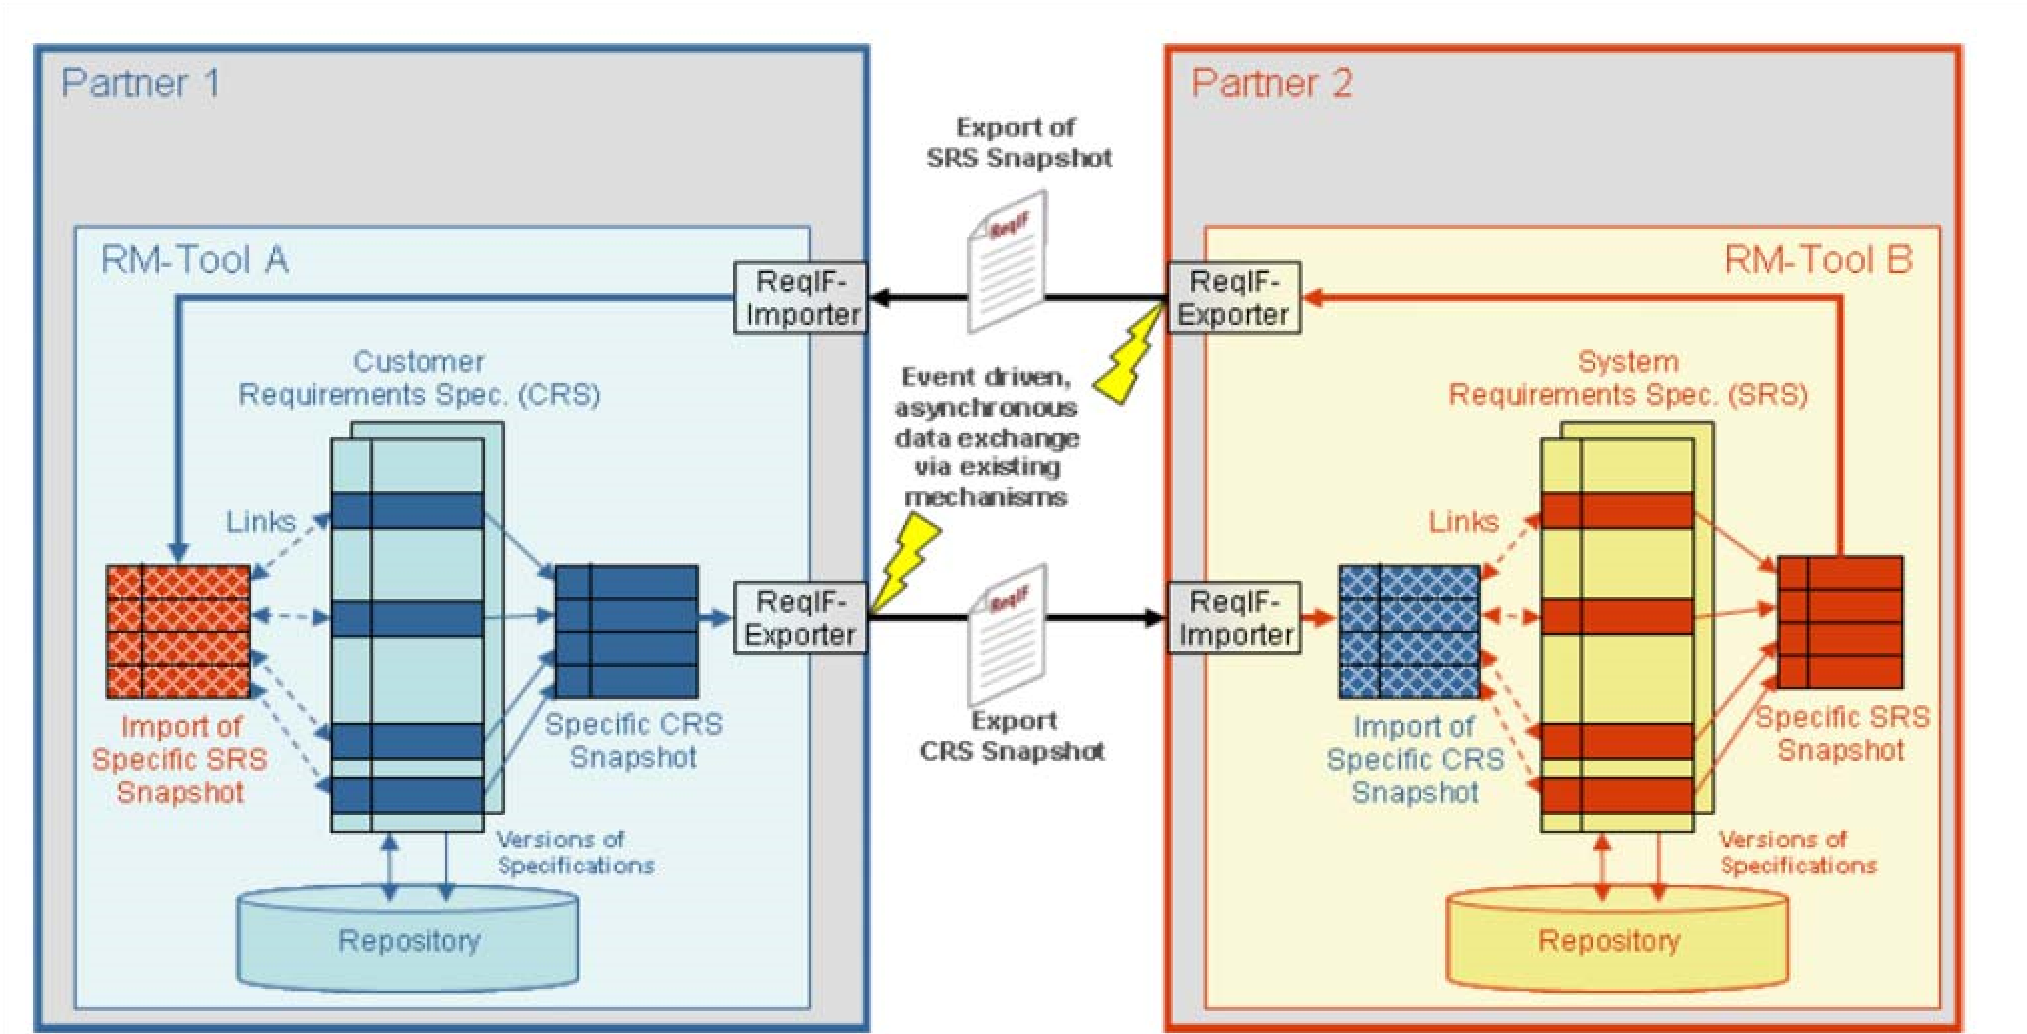 Partner 1
Partner 2
Export of
SRS Snapshot
ReqIF
RM-Tool A
RM-Tool B
ReqIF-
Importer
ReqIF-
Exporter
Customer
Requirements Spec. (CRS)
Event driven,
asynchronous
data exchange
via existing
mechanisms
System
Requirements Spec. (SRS)
Links
Links
ReqIF
ReqIF-
Exporter
ReqIF-
Importer
Import of
Specific SRS
Snapshot
Specific CRS
Snapshot
Export
CRS Snapshot
Import of
Specific CRS
Snapshot
Specific SRS
Snapshot
Versions of
Specifications
Versions of
Specifications
Repository
Repository